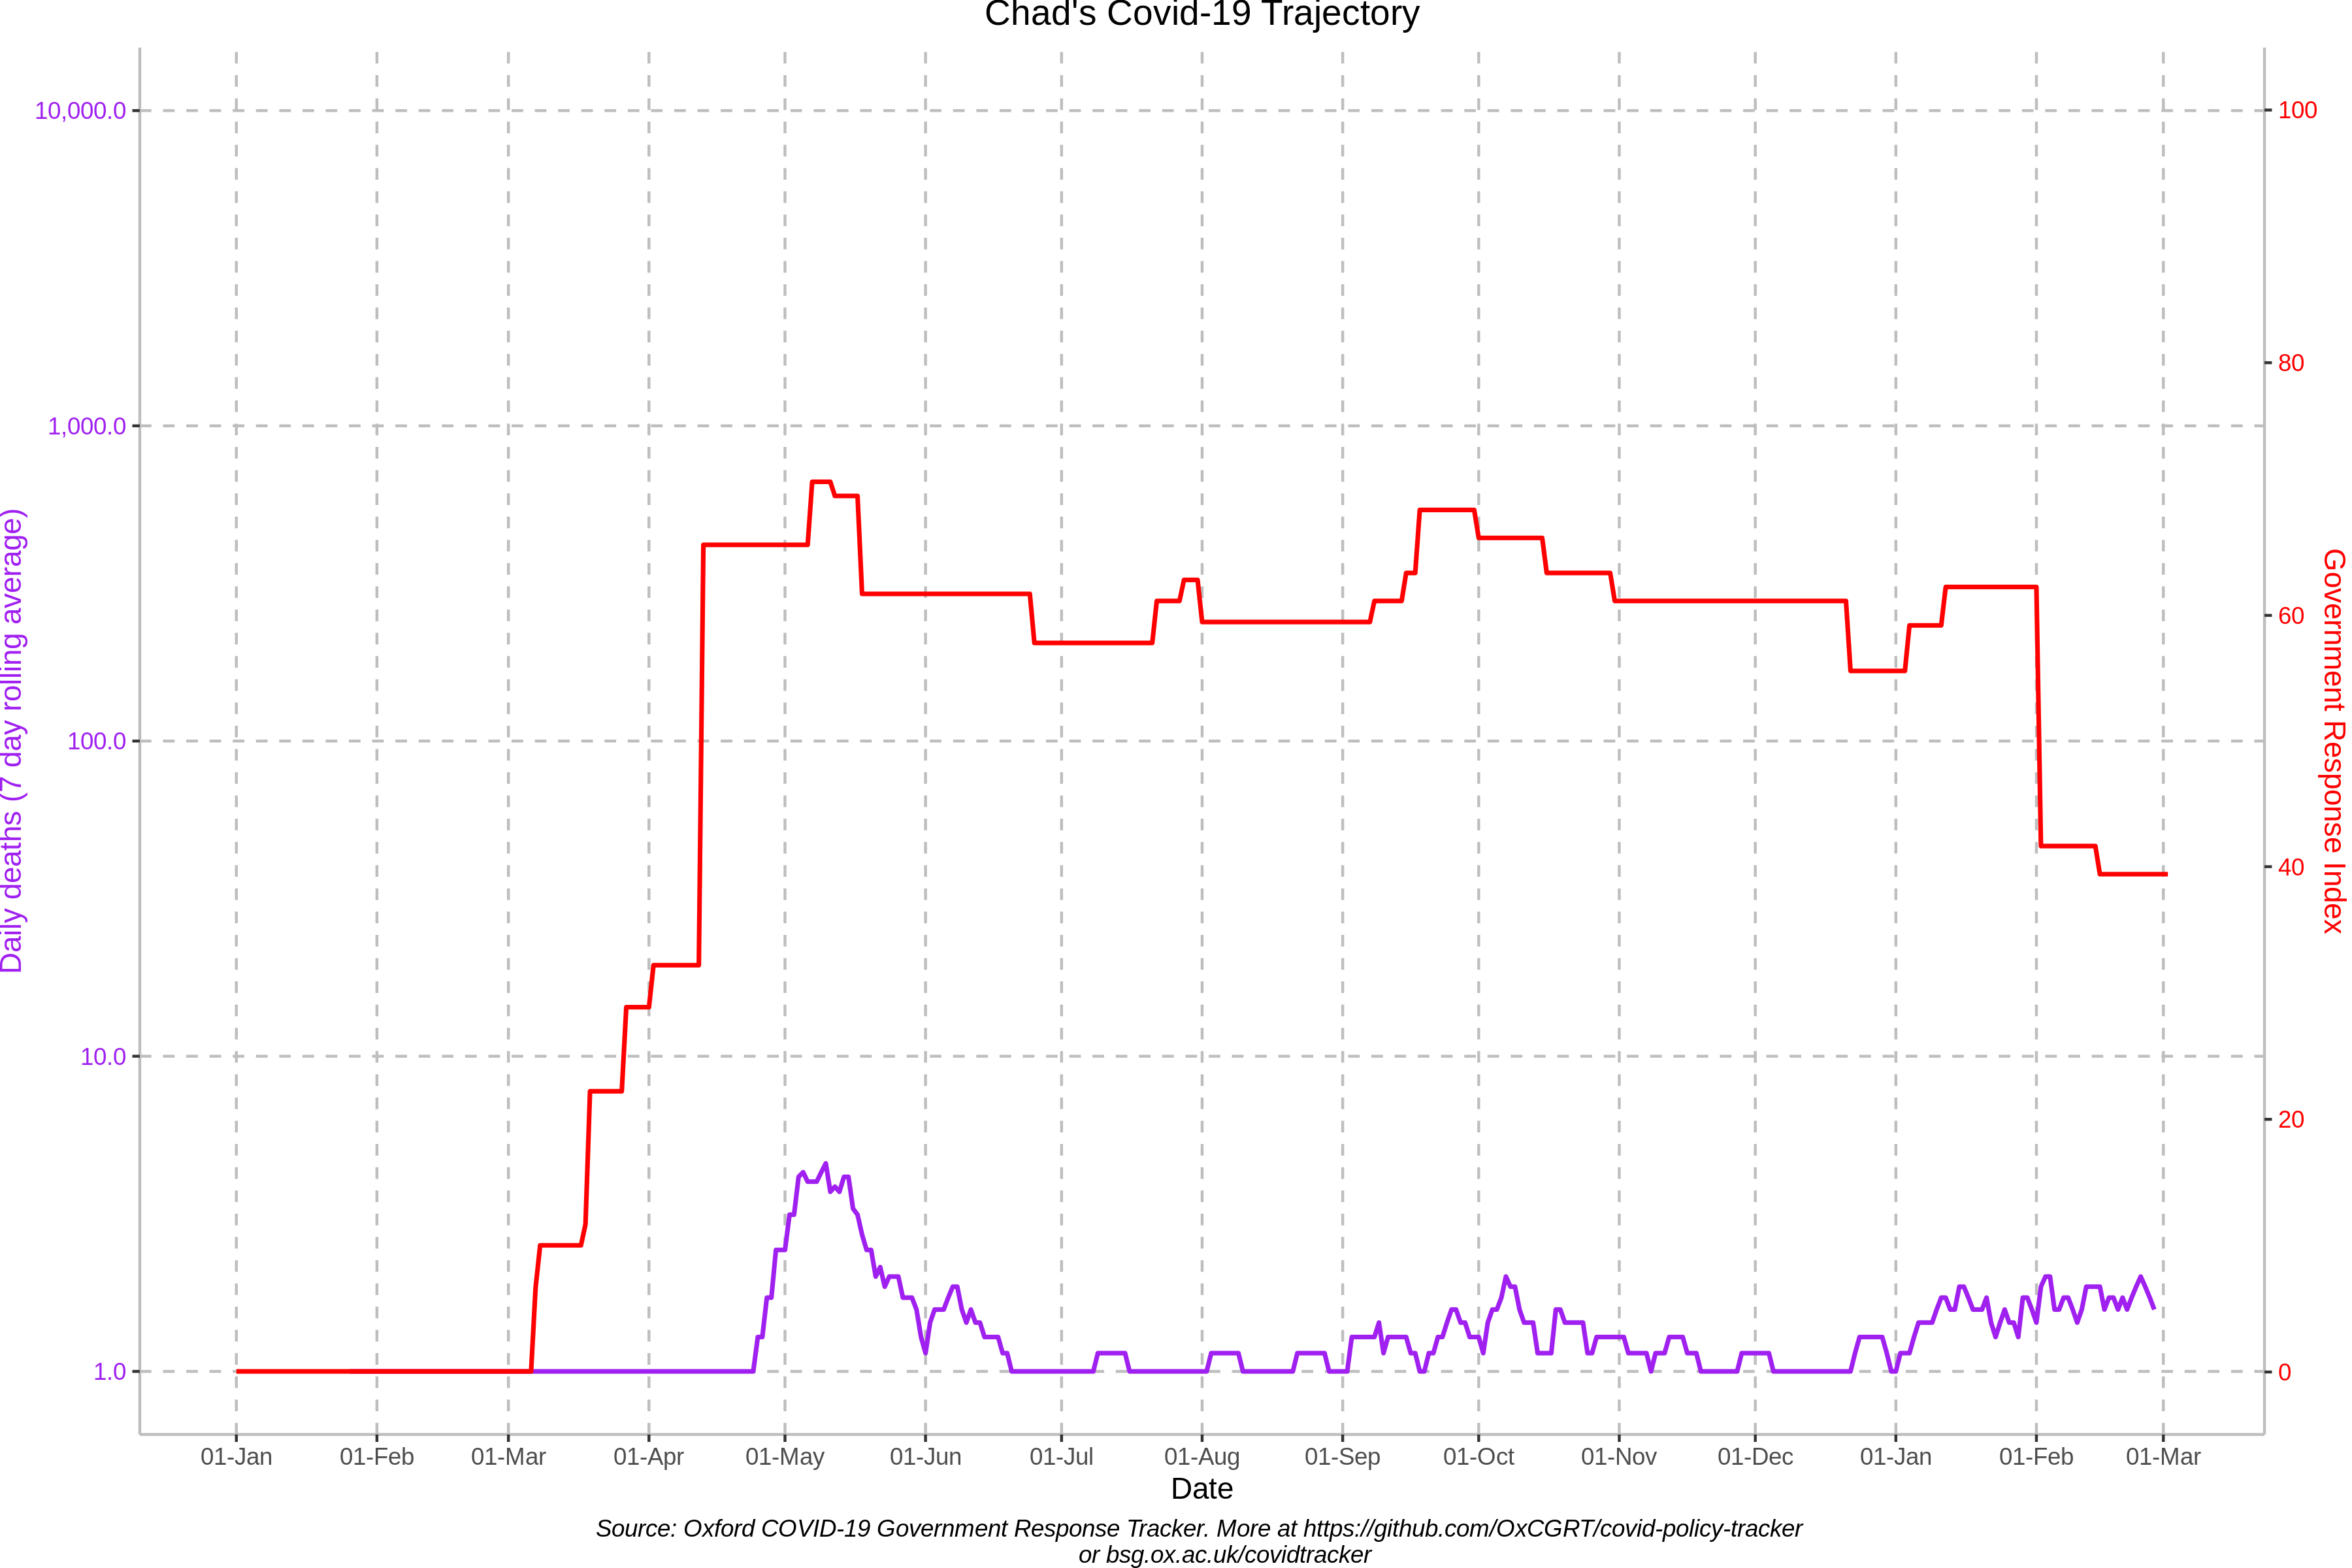 Chad's Covid-19 Trajectory
10,000.0
1,000.0
100.0
10.0
1.0
Daily deaths (7 day rolling average)
100
80
60
40
20
0
Government Response Index
01-Jan 01-Feb 01-Mar 01-Apr 01-May 01-Jun 01-Jul 01-Aug 01-Sep 01-Oct 01-Nov 01-Dec 01-Jan 01-Feb 01-Mar
Date
Source: Oxford COVID-19 Government Response Tracker. More at https://github.com/OxCGRT/covid-policy-tracker
or bsg.ox.ac.uk/covidtracker